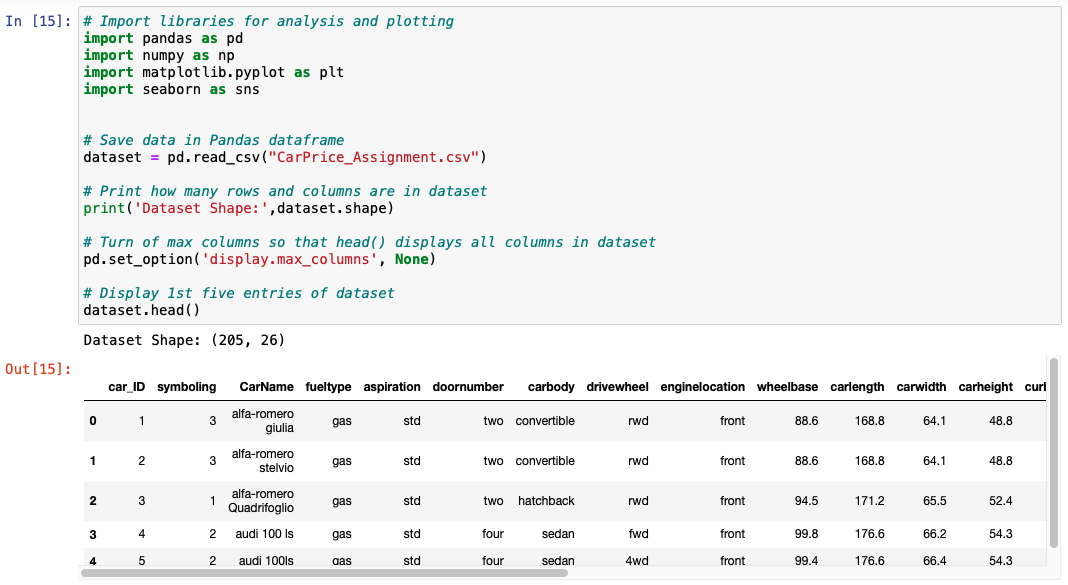 In [15]: # Import libraries for analysis and plotting
import pandas as pd
import numpy as np
import matplotlib.pyplot as plt
import seaborn as sns
# Save data in Pandas dataframe
dataset = pd.read_csv("CarPrice_Assignment.csv")
# Print how many rows and columns are in dataset
print('Dataset Shape:',dataset.shape)
# Turn of max columns so that head() displays all columns in dataset
pd.set_option('display.max_columns', None)
# Display 1st five entries of dataset
dataset.head()
Dataset Shape: (205, 26)
Out[15]:
car_ID symboling CarName fueltype aspiration doornumber carbody drivewheel enginelocation wheelbase carlength carwidth carheight
0 1 3 alfa-romero giulia gas std two convertible rwd front 88.6 168.8 64.1 48.8
1 2 3 alfa-romero stelvio gas std two convertible rwd front 88.6 168.8 64.1 48.8
2 3 1 alfa-romero Quadrifoglio gas std two hatchback rwd front 94.5 171.2 65.5 52.4
3 4 2 audi 100 ls gas std four sedan fwd front 99.8 176.6 66.2 54.3
4 5 2 audi 100ls gas std four sedan 4wd front 99.4 176.6 66.4 54.3